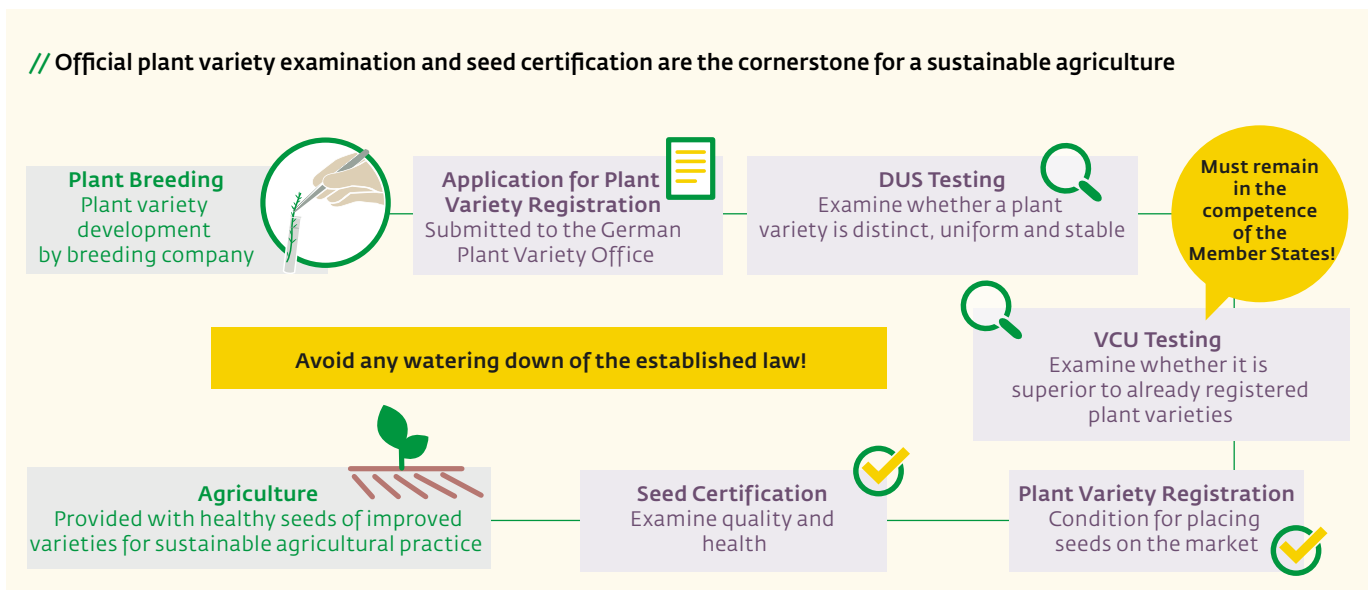 // Official plant variety examination and seed certification are the cornerstone for a sustainable agriculture
Plant Breeding
Plant variety
development
by breeding company
Application for Plant
Variety Registration
Submitted to the German
Plant Variety Office
DUS Testing
Examine whether a plant
variety is distinct, uniform and stable
Must remain
in the
competence
of the
Member States!
VCU Testing
Examine whether it is
superior to already registered
plant varieties
Avoid any watering down of the established law!
Plant Variety Registration
Condition for placing
seeds on the market
Seed Certification
Examine quality and
health
Agriculture
Provided with healthy seeds of improved
varieties for sustainable agricultural practice